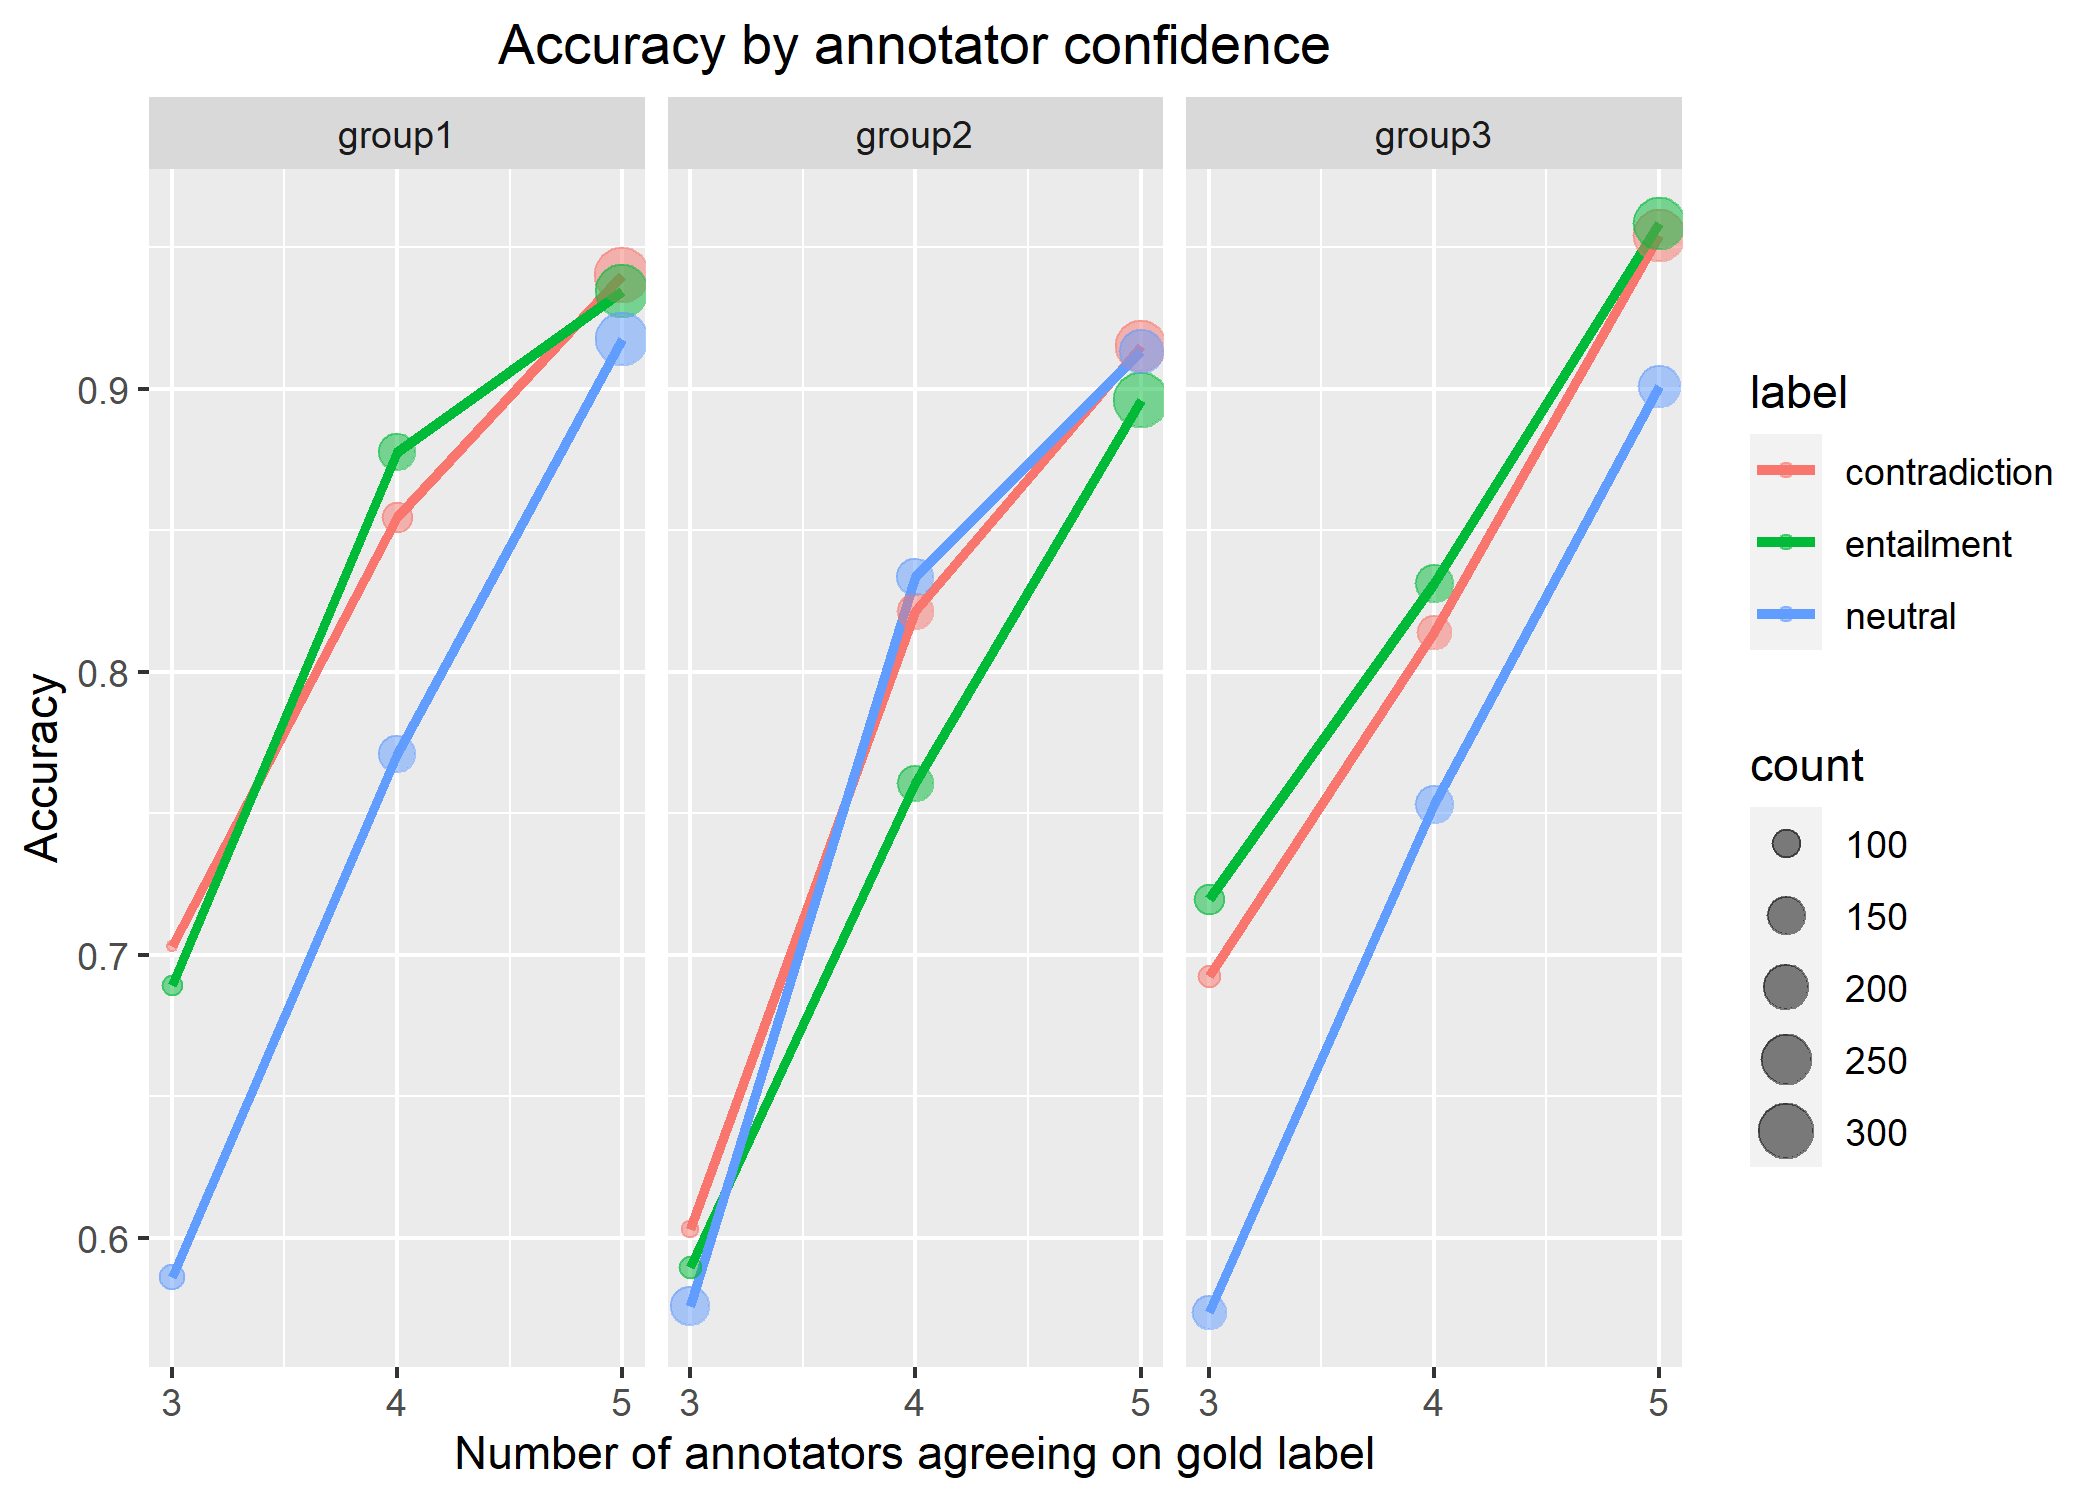 Accuracy by annotator confidence
group1
group2
group3
Accuracy
0.9
0.8
0.7
0.6
3 4 5
3 4 5
3 4 5
Number of annotators agreeing on gold label
label
contradiction
entailment
neutral
count
100
150
200
250
300